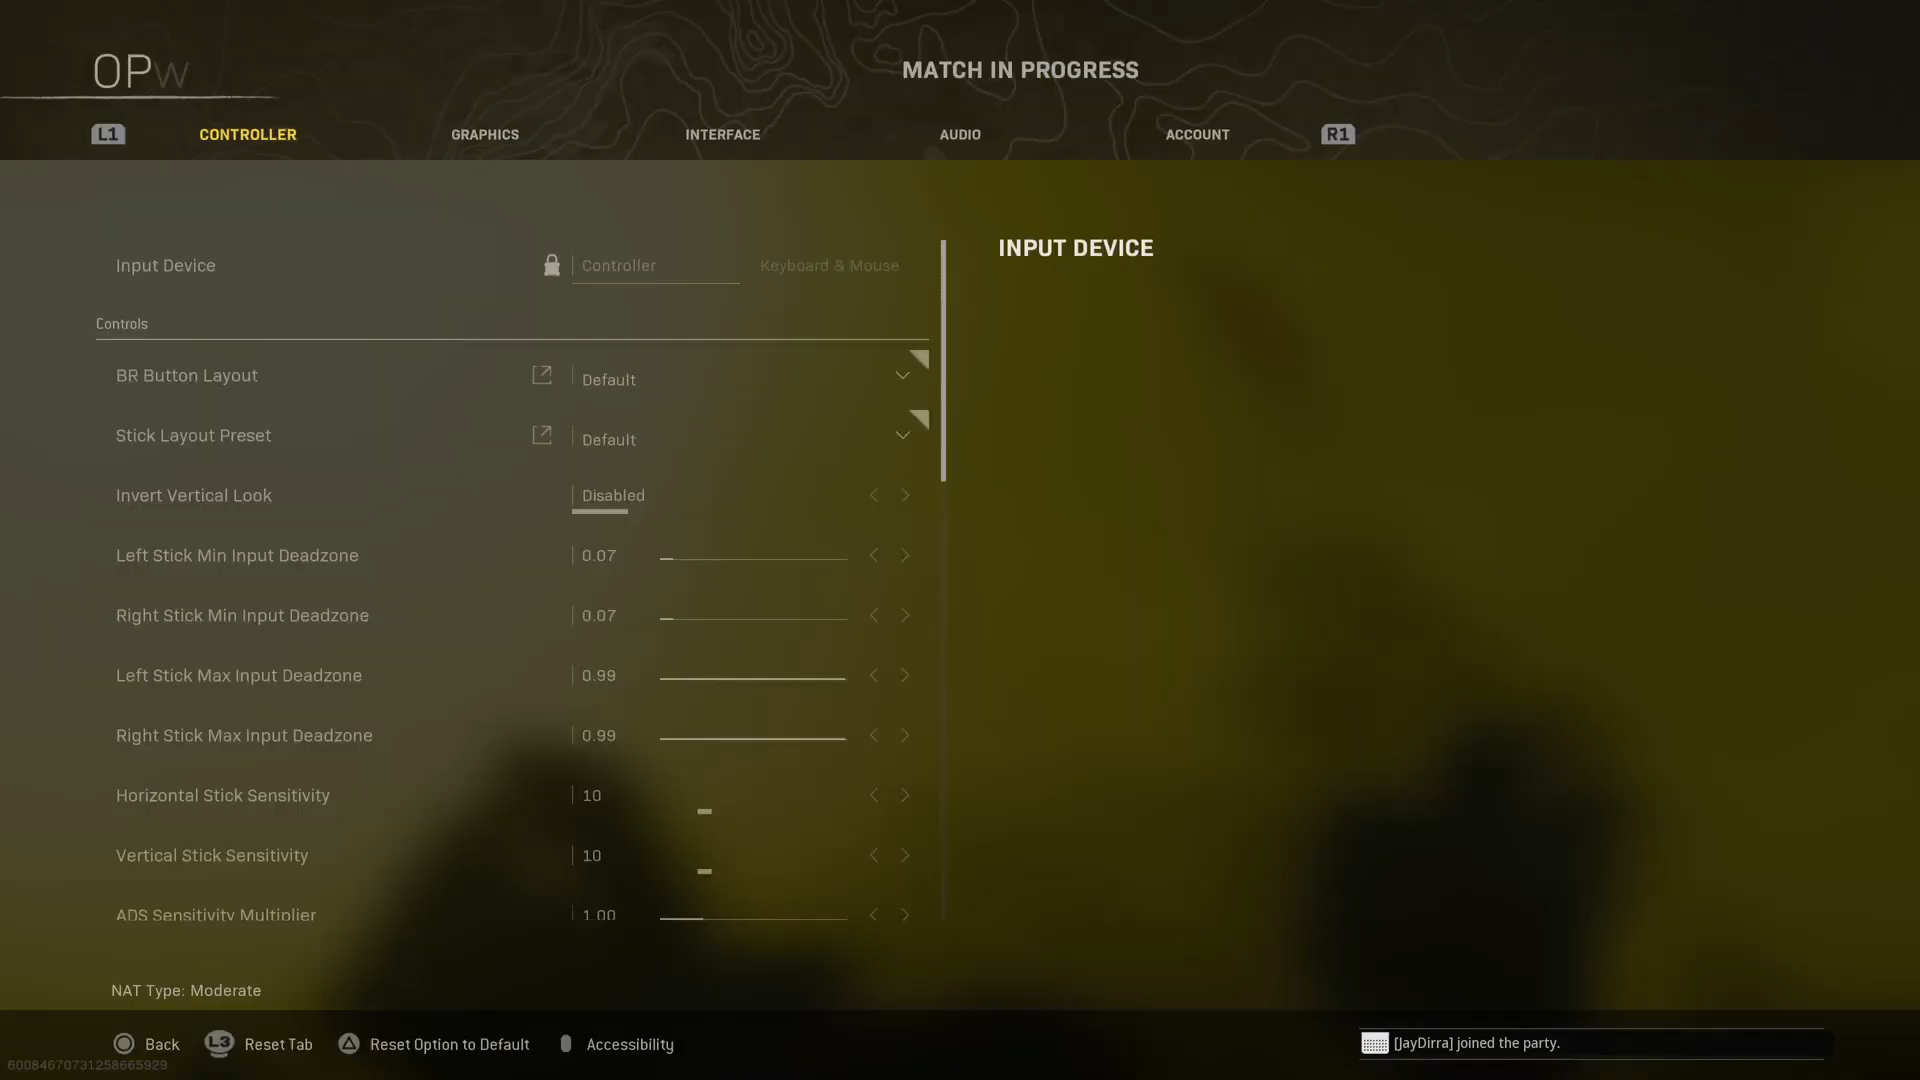 OPW
MATCH IN PROGRESS
L1 CONTROLLER GRAPHICS INTERFACE AUDIO ACCOUNT R1
Input Device Controller Keyboard & Mouse
INPUT DEVICE
Controls
BR Button Layout Default
Stick Layout Preset Default
Invert Vertical Look Disabled
Left Stick Min Input Deadzone 0.07
Right Stick Min Input Deadzone 0.07
Left Stick Max Input Deadzone 0.99
Right Stick Max Input Deadzone 0.99
Horizontal Stick Sensitivity 10
Vertical Stick Sensitivity 10
ADS Sensitivity Multiplier 1.00
NAT Type: Moderate
Back L3 Reset Tab Reset Option to Default Accessibility
[JayDirra] joined the party.
60084670731258665929